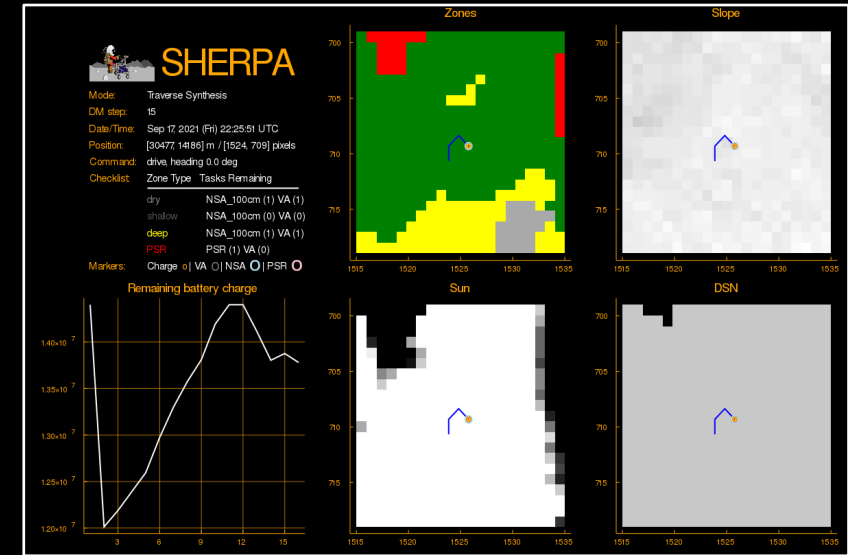 SHERPA
Mode: Traverse Synthesis
DM step: 15
Date/Time: Sep 17, 2021 (Fri) 22:25:51 UTC
Position: [30477, 14186] m / [1524, 709] pixels
Command: drive, heading 0.0 deg
Checklist: Zone Type Tasks Remaining
dry NSA_100cm (1) VA (1)
shallow NSA_100cm (0) VA (0)
deep NSA_100cm (1) VA (1)
PSR PSR (1) VA (0)
Markers: Charge o | VA O | NSA O | PSR O
Zones
700
705
710
715
1515 1520 1525 1530 1535
Slope
700
705
710
715
1515 1520 1525 1530 1535
Remaining battery charge
1.40×10 7
1.35×10 7
1.30×10 7
1.25×10 7
1.20×10 7
3 6 9 12 15
Sun
700
705
710
715
1515 1520 1525 1530 1535
DSN
700
705
710
715
1515 1520 1525 1530 1535